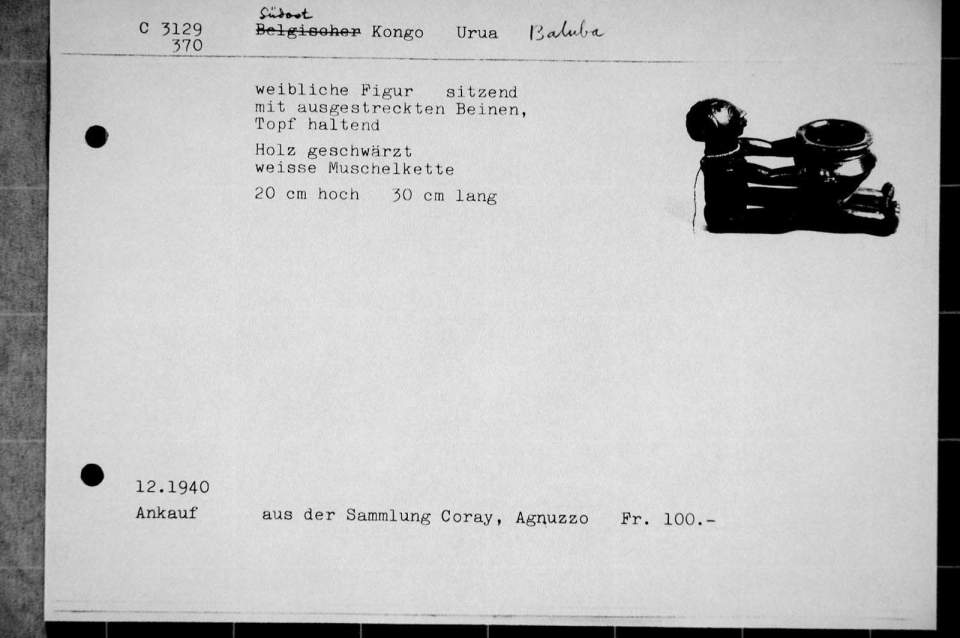 Südost
C 3129 Belgischer Kongo Urua Baluba
370
weibliche Figur sitzend
mit ausgestreckten Beinen,
Topf haltend
Holz geschwärzt
weisse Muschelkette
20 cm hoch 30 cm lang
12.1940
Ankauf aus der Sammlung Coray, Agnuzzo Fr. 100.-